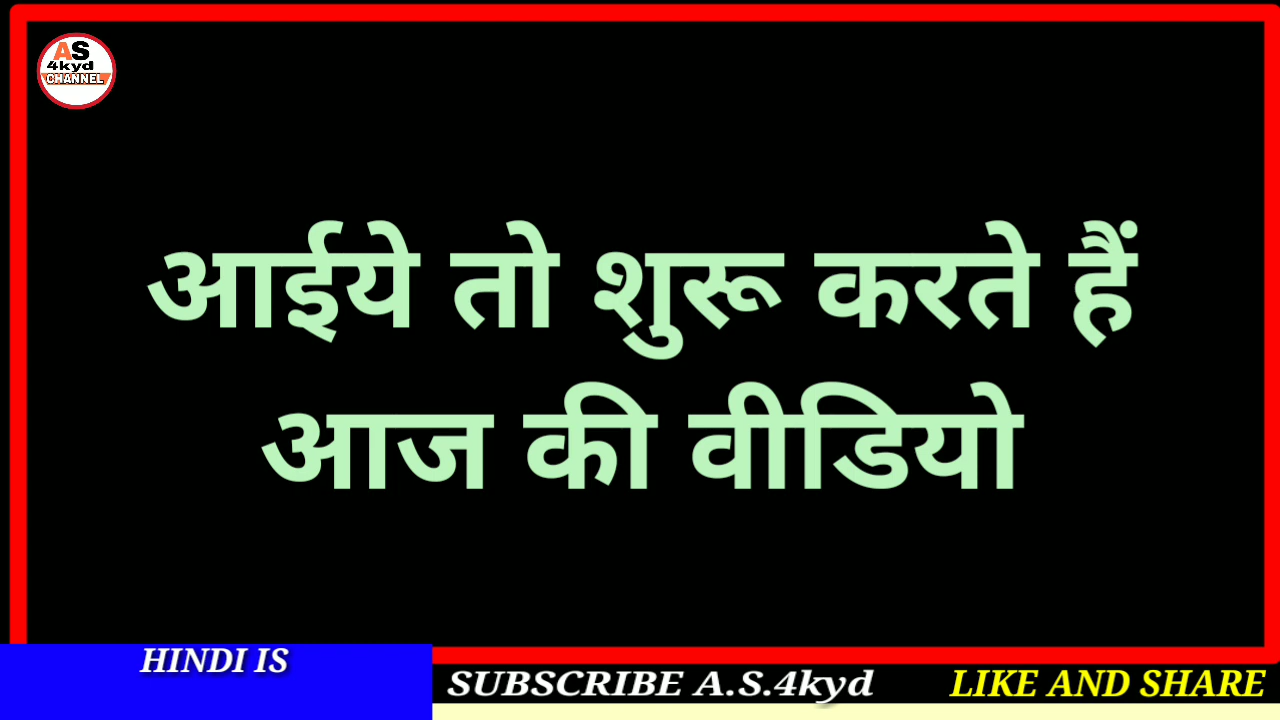 AS
4kyd
CHANNEL
आईये तो शुरू करते हैं
आज की वीडियो
HINDI IS
SUBSCRIBE A.S.4kyd
LIKE AND SHARE